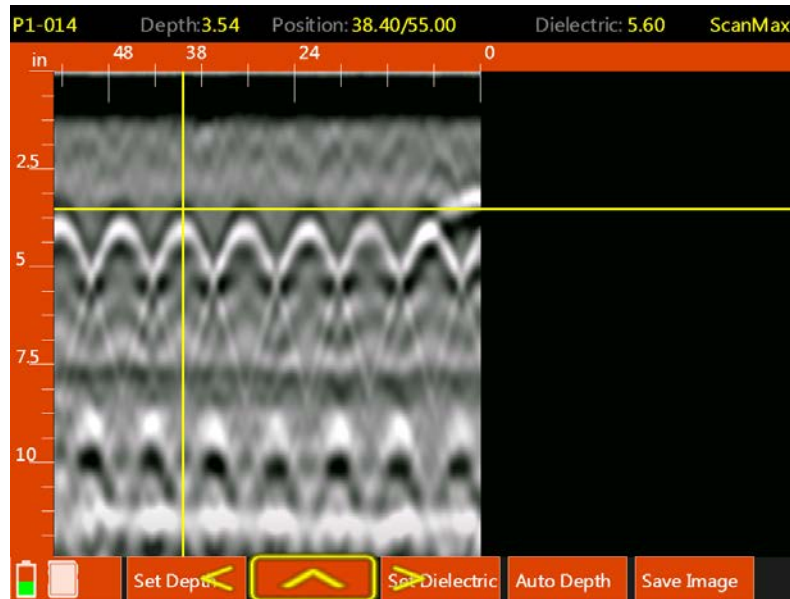 P1-014 Depth:3.54 Position: 38.40/55.00 Dielectric: 5.60 ScanMax
in 48 38 24 0
2.5
5
7.5
10
Set Depth < Set Dielectric > Auto Depth Save Image